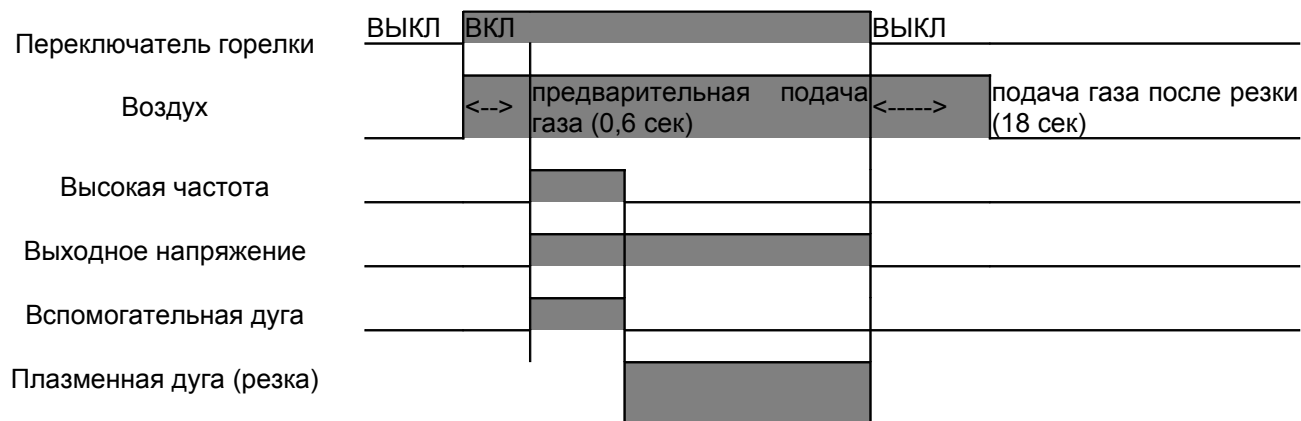 ВЫКЛ ВКЛ ВЫКЛ
Переключатель горелки
Воздух
<--> предварительная подача газа (0,6 сек)
<-----> подача газа после резки (18 сек)
Высокая частота
Выходное напряжение
Вспомогательная дуга
Плазменная дуга (резка)